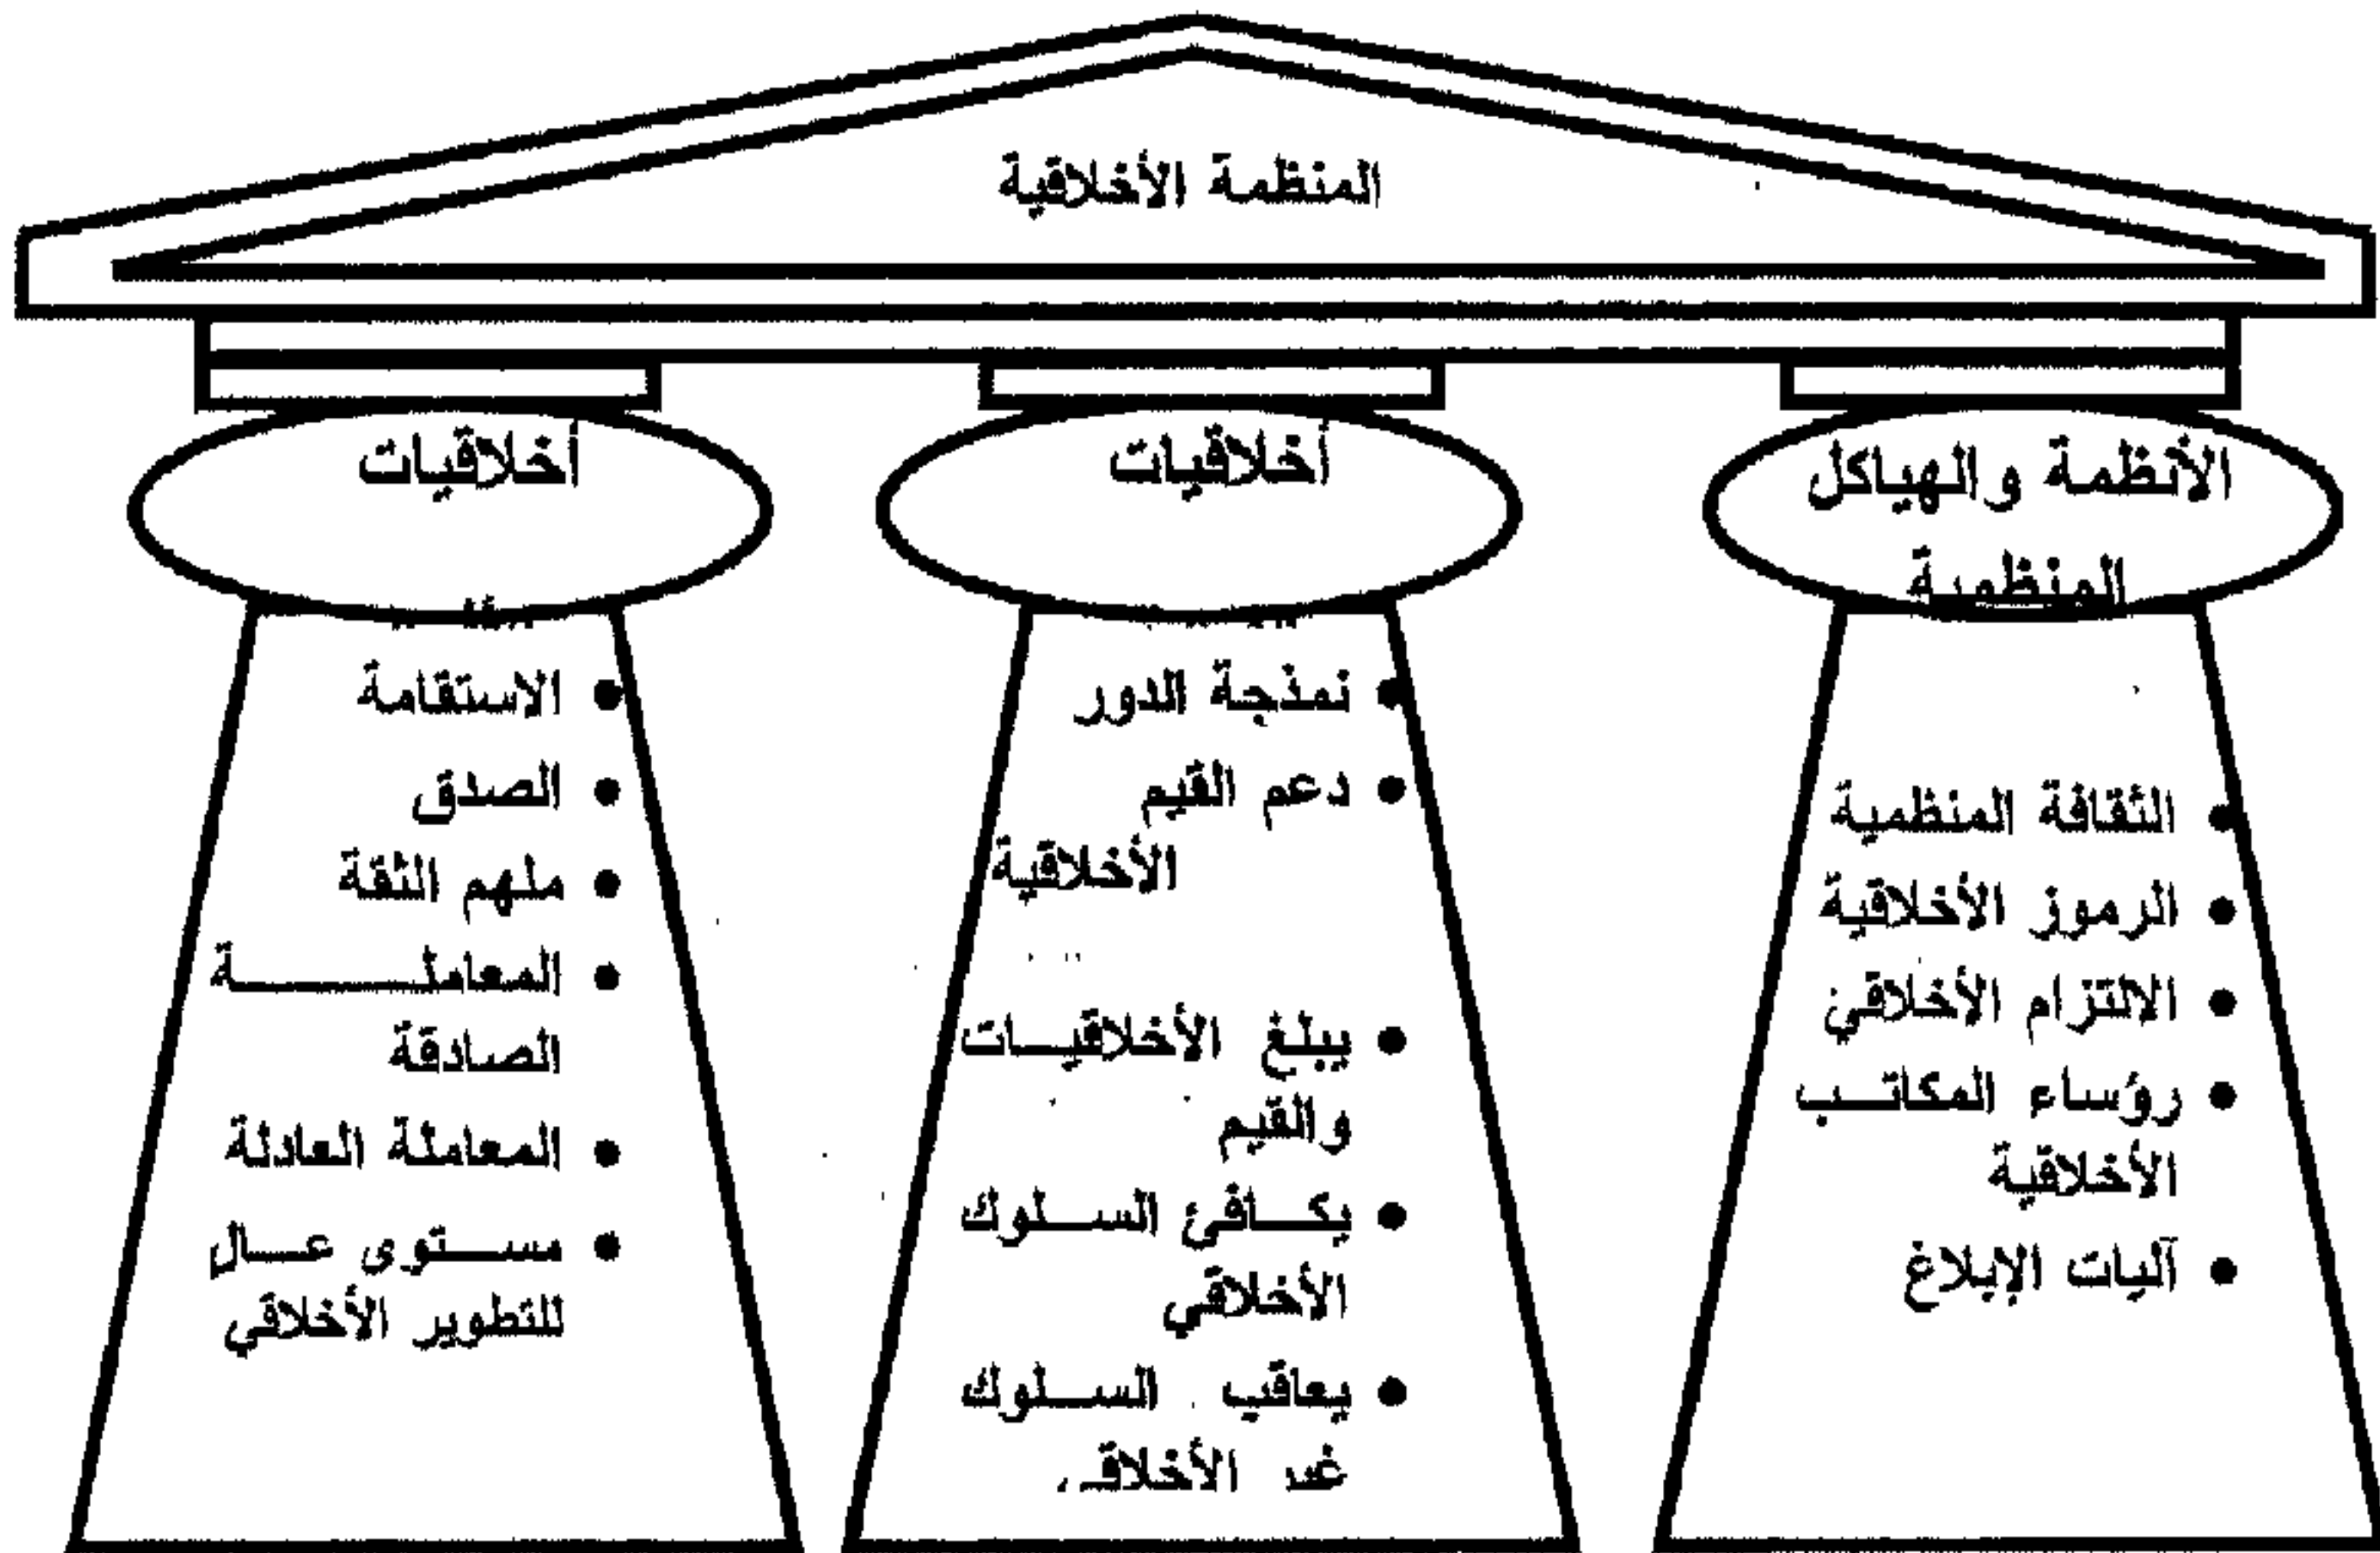 المنظمة الأخلاقية
الأنظمة والهياكل
المنظمية
• الثقافة المنظمية
• الرموز الأخلاقية
• الالتزام الأخلاقي
• رؤساء المكاتب
الأخلاقية
• آليات الإبلاغ
أخلاقيات
• نمذجة الدور
• دعم القيم
الأخلاقية
• يبلغ الأخلاقيات
والقيم
• يكافئ السلوك
الأخلاقي
• يعاقب السلوك
غير الأخلاقي
أخلاقيات
• الاستقامة
• الصدق
• ملهم الثقة
• المعاملة
الصادقة
• المعاملة العادلة
• مستوى عال
للتطوير الأخلاقي